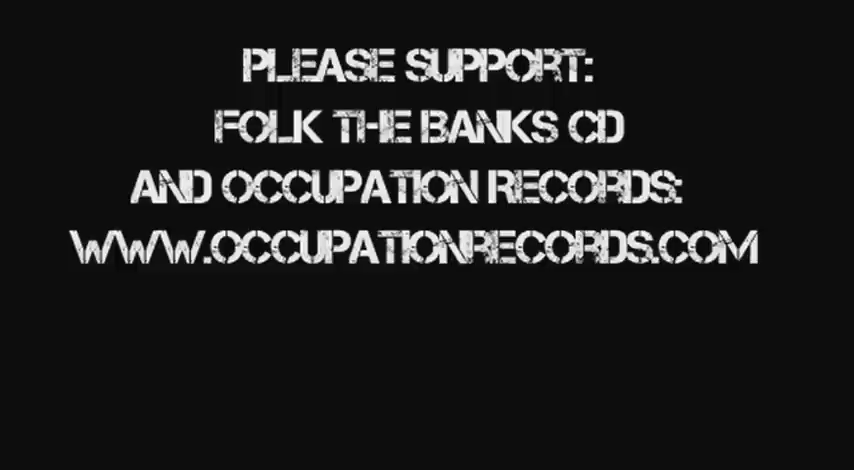 PLEASE SUPPORT:
FOLK THE BANKS CD
AND OCCUPATION RECORDS:
WWW.OCCUPATIONRECORDS.COM